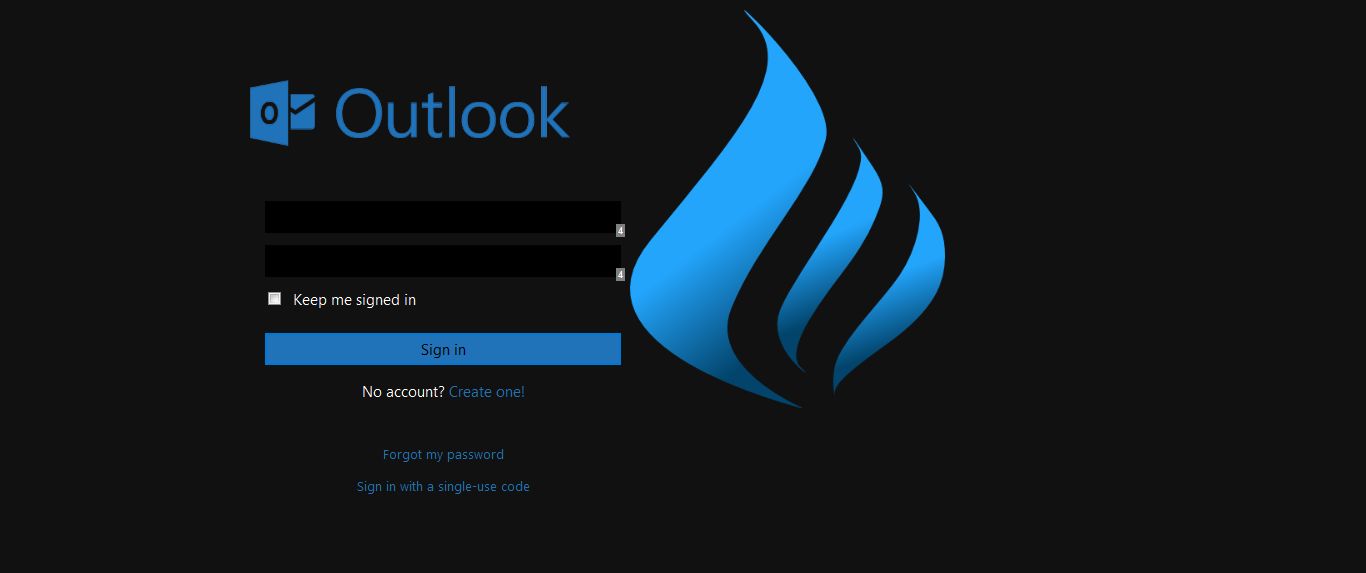 Outlook
4
4
Keep me signed in
Sign in
No account? Create one!
Forgot my password
Sign in with a single-use code